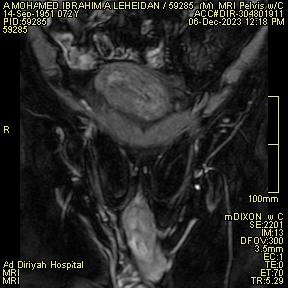 A MOHAMED IBRAHIM A LEHEIDAN / 59285 (M) MRI Pelvis w/C
14-Sep-1951 072Y ACC#DIR-304801911
PID:59285 06-Dec-2023 12:18 PM
59285
R
100mm
mDIXON_w C
SE:2201
IM:13
DFOV:300
3.5mm
EC:1
TE:0
Ad Diriyah Hospital
MRI ET:70
MRI TR:5.29